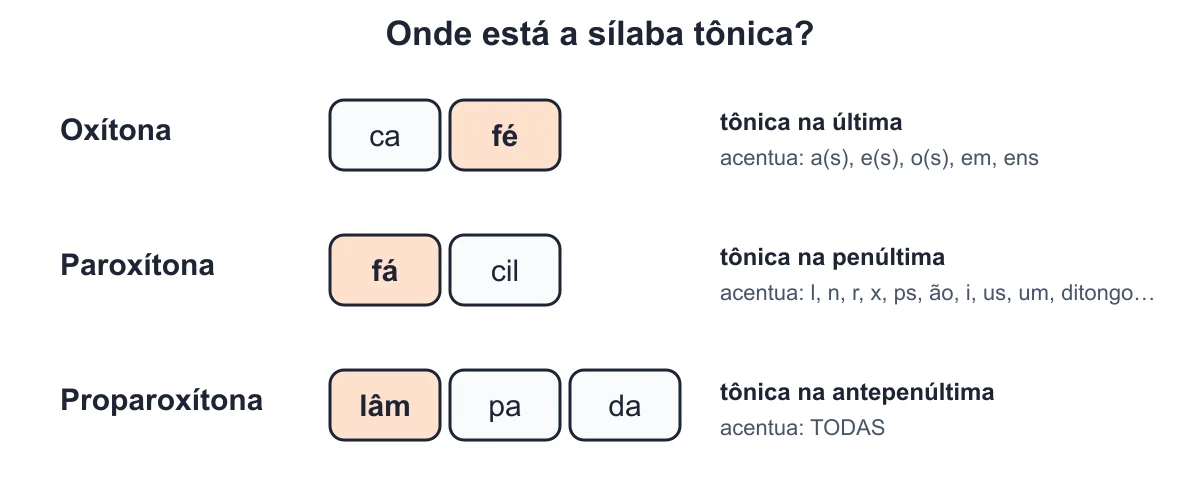 Onde está a sílaba tônica?
Oxítona
ca
fé
tônica na última
acentua: a(s), e(s), o(s), em, ens
Paroxítona
fá
cil
tônica na penúltima
acentua: l, n, r, x, ps, ão, i, us, um, ditongo…
Proparoxítona
lâm
pa
da
tônica na antepenúltima
acentua: TODAS